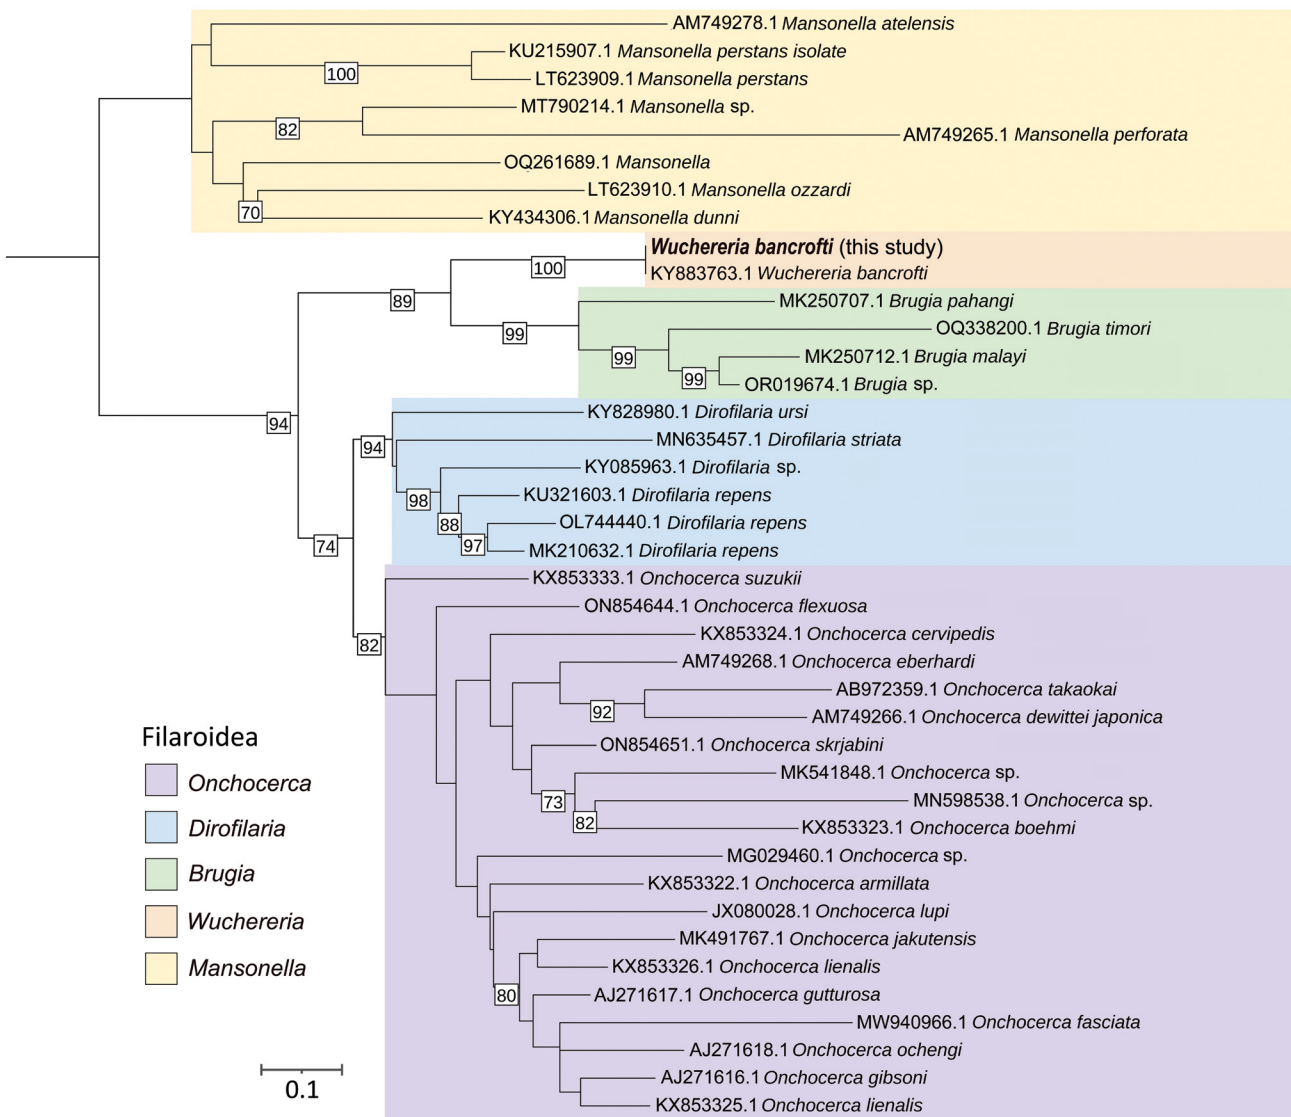 AM749278.1 Mansonella atelensis
KU215907.1 Mansonella perstans isolate
100
LT623909.1 Mansonella perstans
MT790214.1 Mansonella sp.
82
AM749265.1 Mansonella perforata
OQ261689.1 Mansonella
LT623910.1 Mansonella ozzardi
70
KY434306.1 Mansonella dunni
Wuchereria bancrofti (this study)
100
KY883763.1 Wuchereria bancrofti
89
MK250707.1 Brugia pahangi
99
OQ338200.1 Brugia timori
99
MK250712.1 Brugia malayi
99
OR019674.1 Brugia sp.
94
KY828980.1 Dirofilaria ursi
94
MN635457.1 Dirofilaria striata
KY085963.1 Dirofilaria sp.
98
KU321603.1 Dirofilaria repens
88
OL744440.1 Dirofilaria repens
74
97
MK210632.1 Dirofilaria repens
KX853333.1 Onchocerca suzukii
ON854644.1 Onchocerca flexuosa
82
KX853324.1 Onchocerca cervipedis
AM749268.1 Onchocerca eberhardi
AB972359.1 Onchocerca takaokai
92
AM749266.1 Onchocerca dewittei japonica
ON854651.1 Onchocerca skrjabini
MK541848.1 Onchocerca sp.
73
MN598538.1 Onchocerca sp.
82
KX853323.1 Onchocerca boehmi
MG029460.1 Onchocerca sp.
KX853322.1 Onchocerca armillata
JX080028.1 Onchocerca lupi
MK491767.1 Onchocerca jakutensis
KX853326.1 Onchocerca lienalis
80
AJ271617.1 Onchocerca gutturosa
MW940966.1 Onchocerca fasciata
AJ271618.1 Onchocerca ochengi
AJ271616.1 Onchocerca gibsoni
KX853325.1 Onchocerca lienalis
Filaroidea
Onchocerca
Dirofilaria
Brugia
Wuchereria
Mansonella
0.1